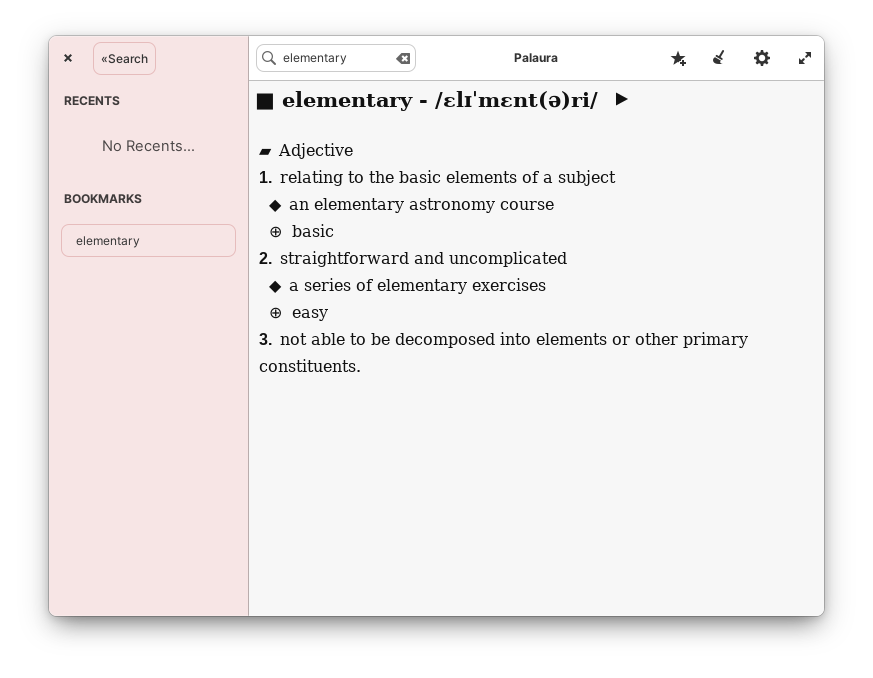 «Search
RECENTS
No Recents...
BOOKMARKS
elementary
elementary
Palaura
■ elementary - /ɛlɪˈmɛnt(ə)ri/ ▶
▰ Adjective
1. relating to the basic elements of a subject
◆ an elementary astronomy course
⊕ basic
2. straightforward and uncomplicated
◆ a series of elementary exercises
⊕ easy
3. not able to be decomposed into elements or other primary
constituents.